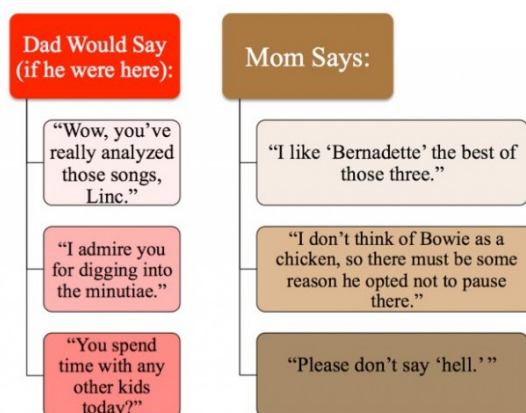 Dad Would Say
(if he were here):
“Wow, you’ve
really analyzed
those songs,
Linc.”
“I admire you
for digging into
the minutiae.”
“You spend
time with any
other kids
today?”
Mom Says:
“I like ‘Bernadette’ the best of
those three.”
“I don’t think of Bowie as a
chicken, so there must be some
reason he opted not to pause
there.”
“Please don’t say ‘hell.’ ”